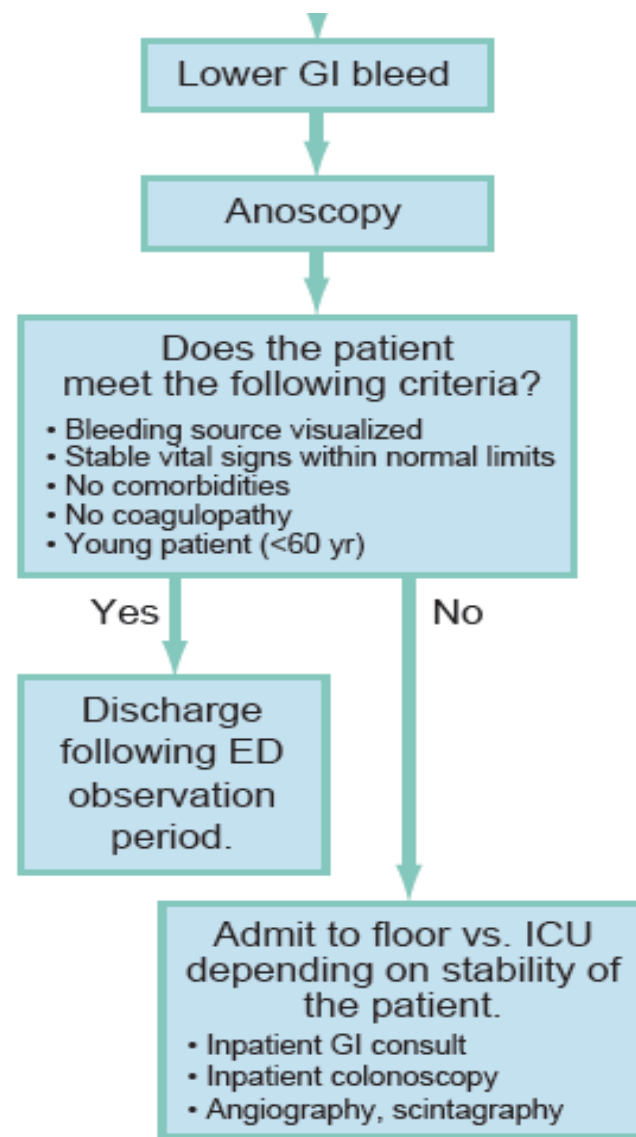 Lower GI bleed
Anoscopy
Does the patient
meet the following criteria?
• Bleeding source visualized
• Stable vital signs within normal limits
• No comorbidities
• No coagulopathy
• Young patient (<60 yr)
Yes
No
Discharge
following ED
observation
period.
Admit to floor vs. ICU
depending on stability of
the patient.
• Inpatient GI consult
• Inpatient colonoscopy
• Angiography, scintagraphy